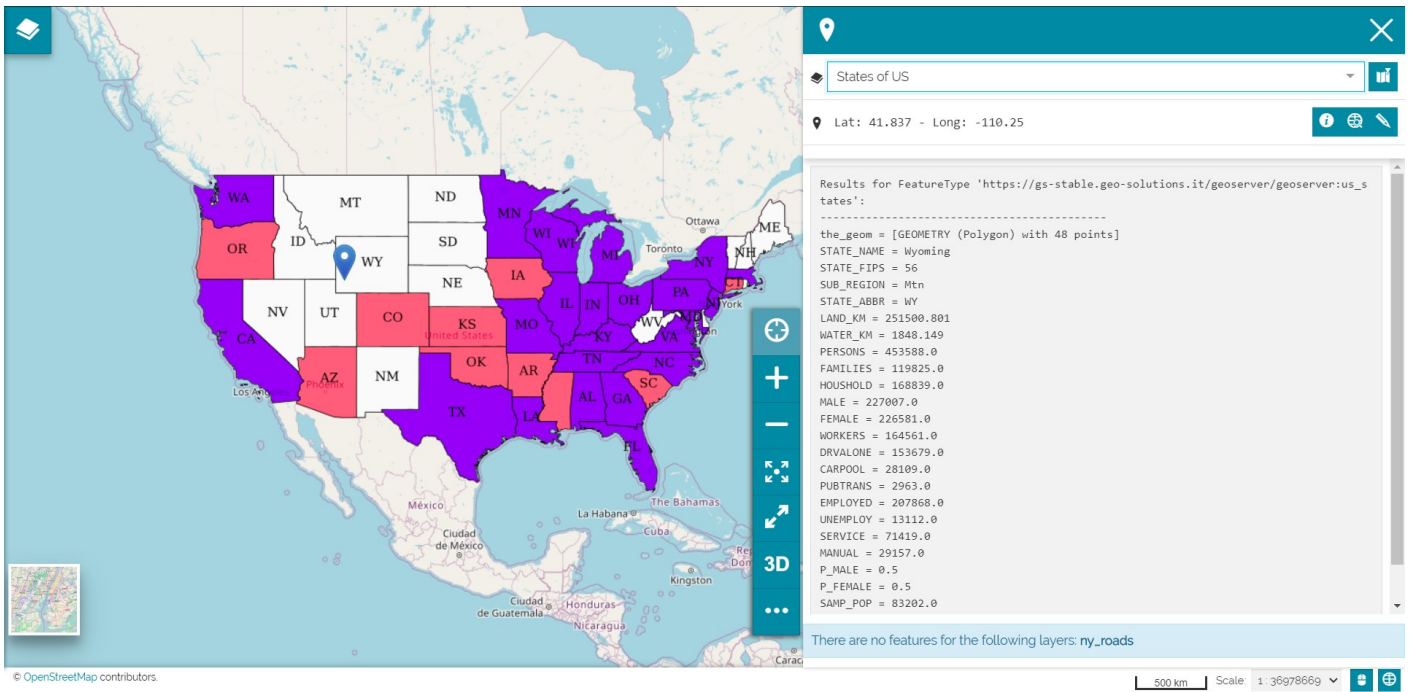 States of US
Lat: 41.837 - Long: -110.25
Results for FeatureType 'https://gs-stable.geo-solutions.it/geoserver/geoserver:us_s
tates':
--------------------------------------------
the_geom = [GEOMETRY (Polygon) with 48 points]
STATE_NAME = Wyoming
STATE_FIPS = 56
SUB_REGION = Mtn
STATE_ABBR = WY
LAND_KM = 251500.801
WATER_KM = 1848.149
PERSONS = 453588.0
FAMILIES = 119825.0
HOUSHOLD = 168839.0
MALE = 227007.0
FEMALE = 226581.0
WORKERS = 164561.0
DRVALONE = 153679.0
CARPOOL = 28109.0
PUBTRANS = 2963.0
EMPLOYED = 207868.0
UNEMPLOY = 13112.0
SERVICE = 71419.0
MANUAL = 29157.0
P_MALE = 0.5
P_FEMALE = 0.5
SAMP_POP = 83202.0
There are no features for the following layers: ny_roads
WA
MT
ND
MN
OR
ID
SD
WI
WI
MI
Ottawa
Toronto
ME
NH
NY
WY
NE
IA
CT
PA
NJ
York
NV
UT
CO
KS
United States
MO
IL
IN
OH
WV
MD
VA
KY
CA
Los Angeles
AZ
Phoenix
NM
OK
AR
TN
NC
SC
TX
LA
AL
GA
FL
México
Ciudad
de México
La Habana
The Bahamas
Cuba
Kingston
Ciudad
de Guatemala
Honduras
Nicaragua
3D
© OpenStreetMap contributors.
500 km
Scale:
1 : 36978669